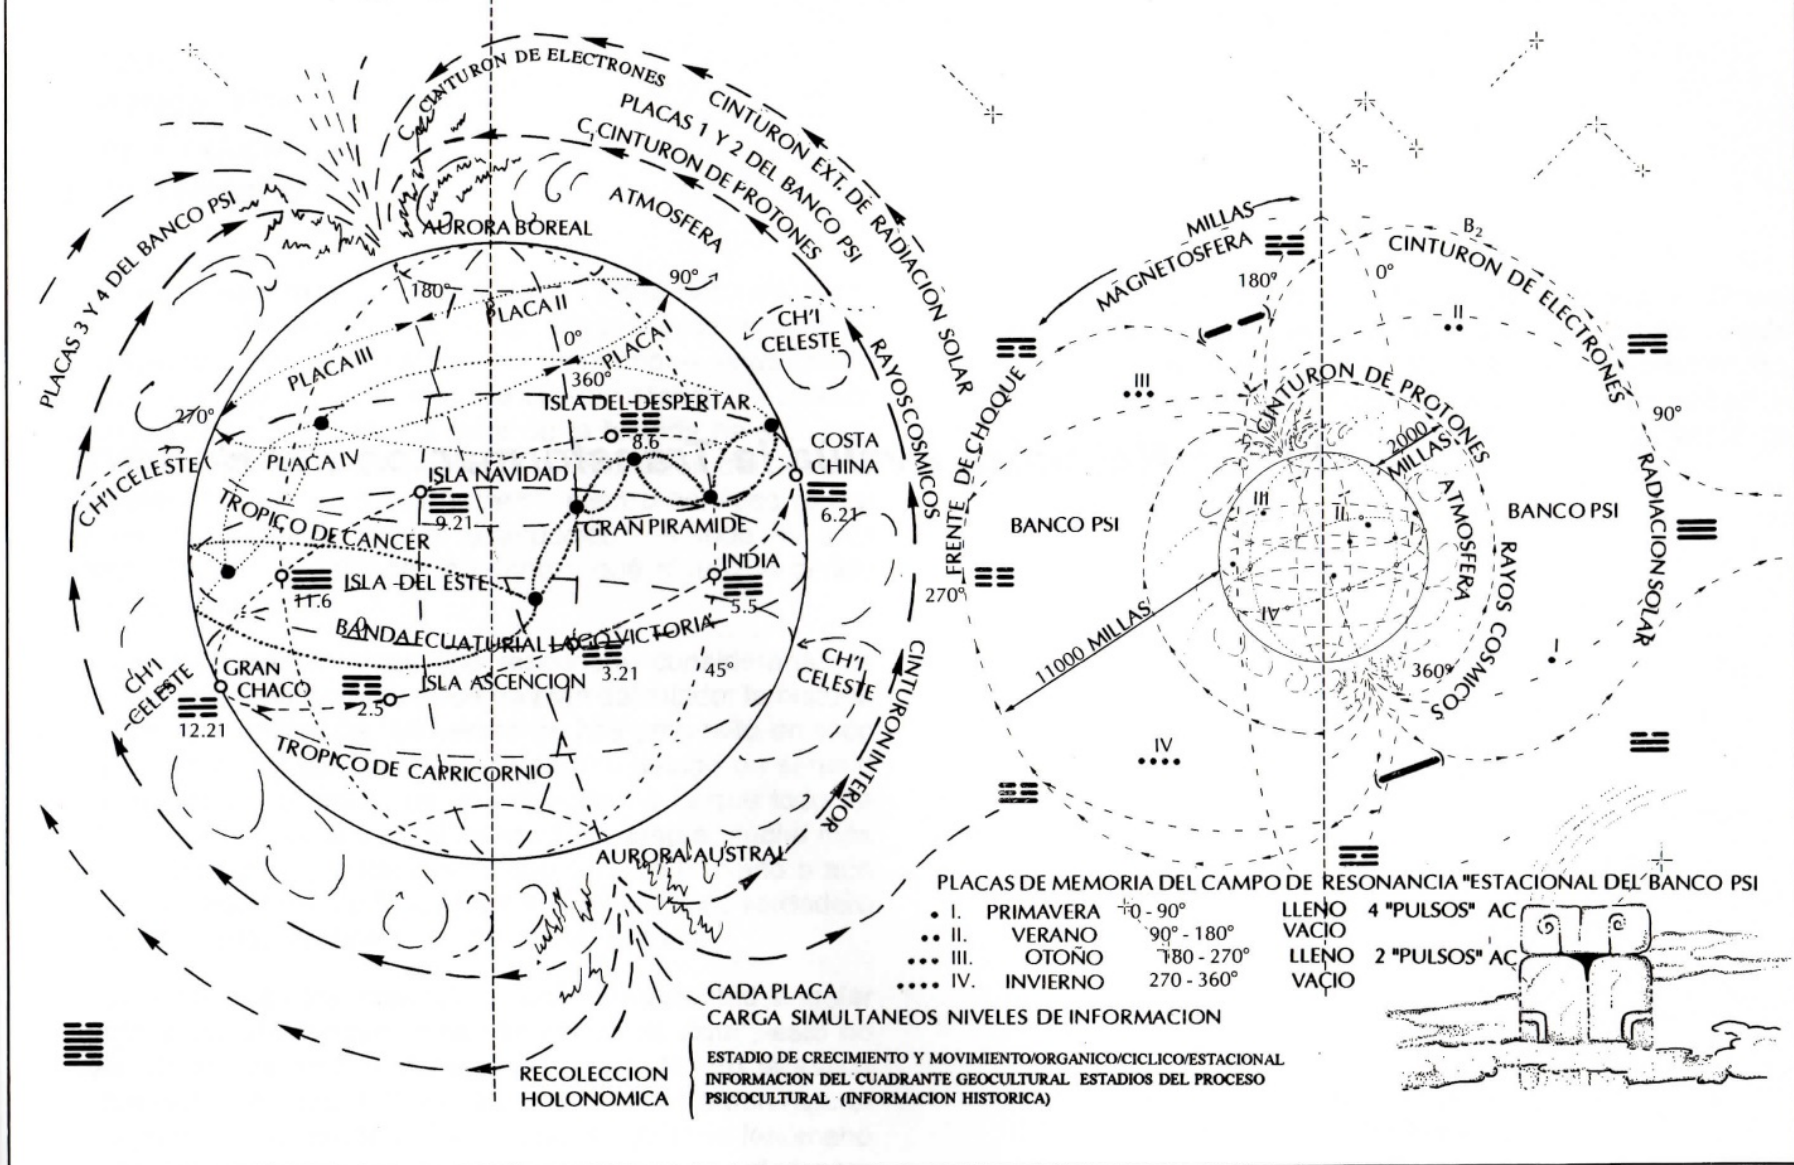 C CINTURON DE ELECTRONES
CINTURON EXT. DE RADIACION SOLAR
PLACAS 1 Y 2 DEL BANCO PSI
C, CINTURON DE PROTONES
ATMOSFERA
AURORA BOREAL
PLACAS 3 Y 4 DEL BANCO PSI
90°
180°
PLACA II
0°
PLACA I
PLACA III
360°
270°
PLACA IV
CH'I
CELESTE
RAYOS COSMICOS
CH'I CELESTE
ISLA DEL DESPERTAR
8.6
COSTA
CHINA
6.21
ISLA NAVIDAD
9.21
TROPICO DE CANCER
GRAN PIRAMIDE
INDIA
5.5
ISLA DEL ESTE
11.6
0
BANDA ECUATURIAL LAGO VICTORIA
3.21
45°
CH'I
CELESTE
CH'I
CELESTE
GRAN
CHACO
12.21
ISLA ASCENCION
2.5
TROPICO DE CAPRICORNIO
CINTURON INTERIOR
AURORA AUSTRAL
MILLAS
MAGNETOSFERA
180°
0°
B2
CINTURON DE ELECTRONES
II
III
90°
FRENTE DE CHOQUE
CINTURON DE PROTONES
2000
MILLAS
ATMOSFERA
RAYOS COSMICOS
RADIACION SOLAR
BANCO PSI
BANCO PSI
III
II
I
IV
270°
11000 MILLAS
360°
I
IV
PLACAS DE MEMORIA DEL CAMPO DE RESONANCIA "ESTACIONAL DEL BANCO PSI
• I. PRIMAVERA 0 - 90° LLENO 4 "PULSOS" AC
•• II. VERANO 90° - 180° VACIO
••• III. OTOÑO 180 - 270° LLENO 2 "PULSOS" AC
•••• IV. INVIERNO 270 - 360° VACIO
CADA PLACA
CARGA SIMULTANEOS NIVELES DE INFORMACION
RECOLECCION
HOLONOMICA
ESTADIO DE CRECIMIENTO Y MOVIMIENTO/ORGANICO/CICLICO/ESTACIONAL
INFORMACION DEL CUADRANTE GEOCULTURAL ESTADIOS DEL PROCESO
PSICOCULTURAL (INFORMACION HISTORICA)